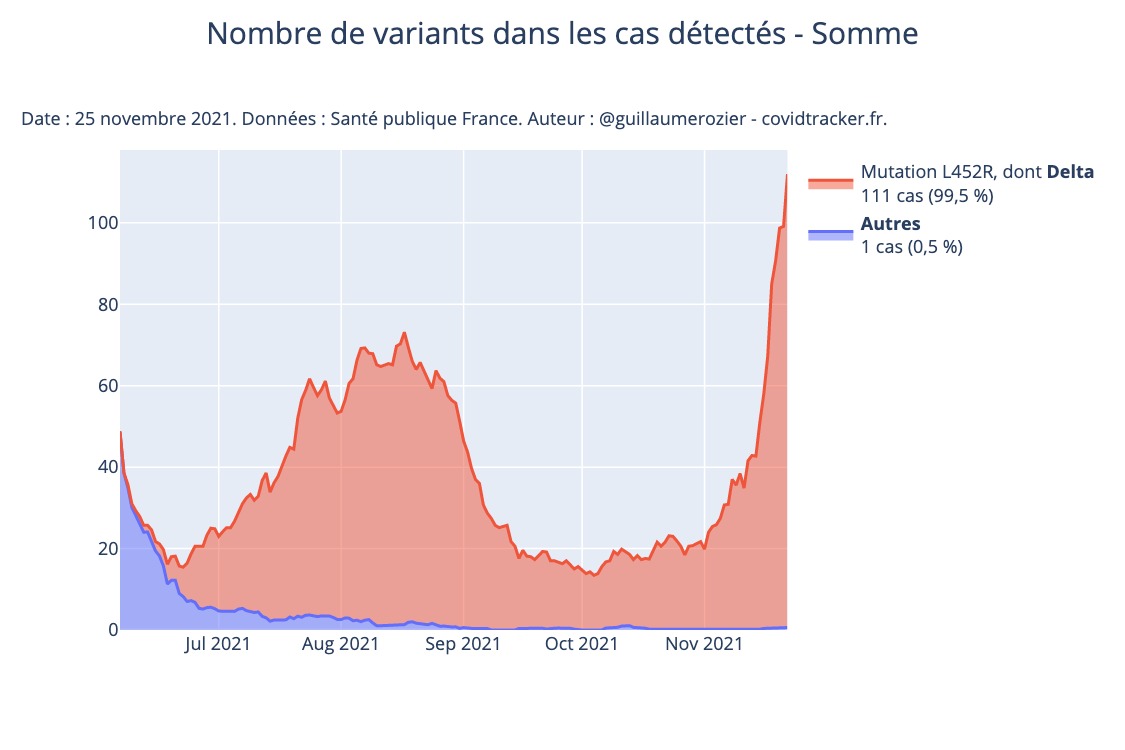 Nombre de variants dans les cas détectés - Somme
Date : 25 novembre 2021. Données : Santé publique France. Auteur : @guillaumerozier - covidtracker.fr.
Mutation L452R, dont Delta
111 cas (99,5 %)
Autres
1 cas (0,5 %)
100
80
60
40
20
0
Jul 2021
Aug 2021
Sep 2021
Oct 2021
Nov 2021